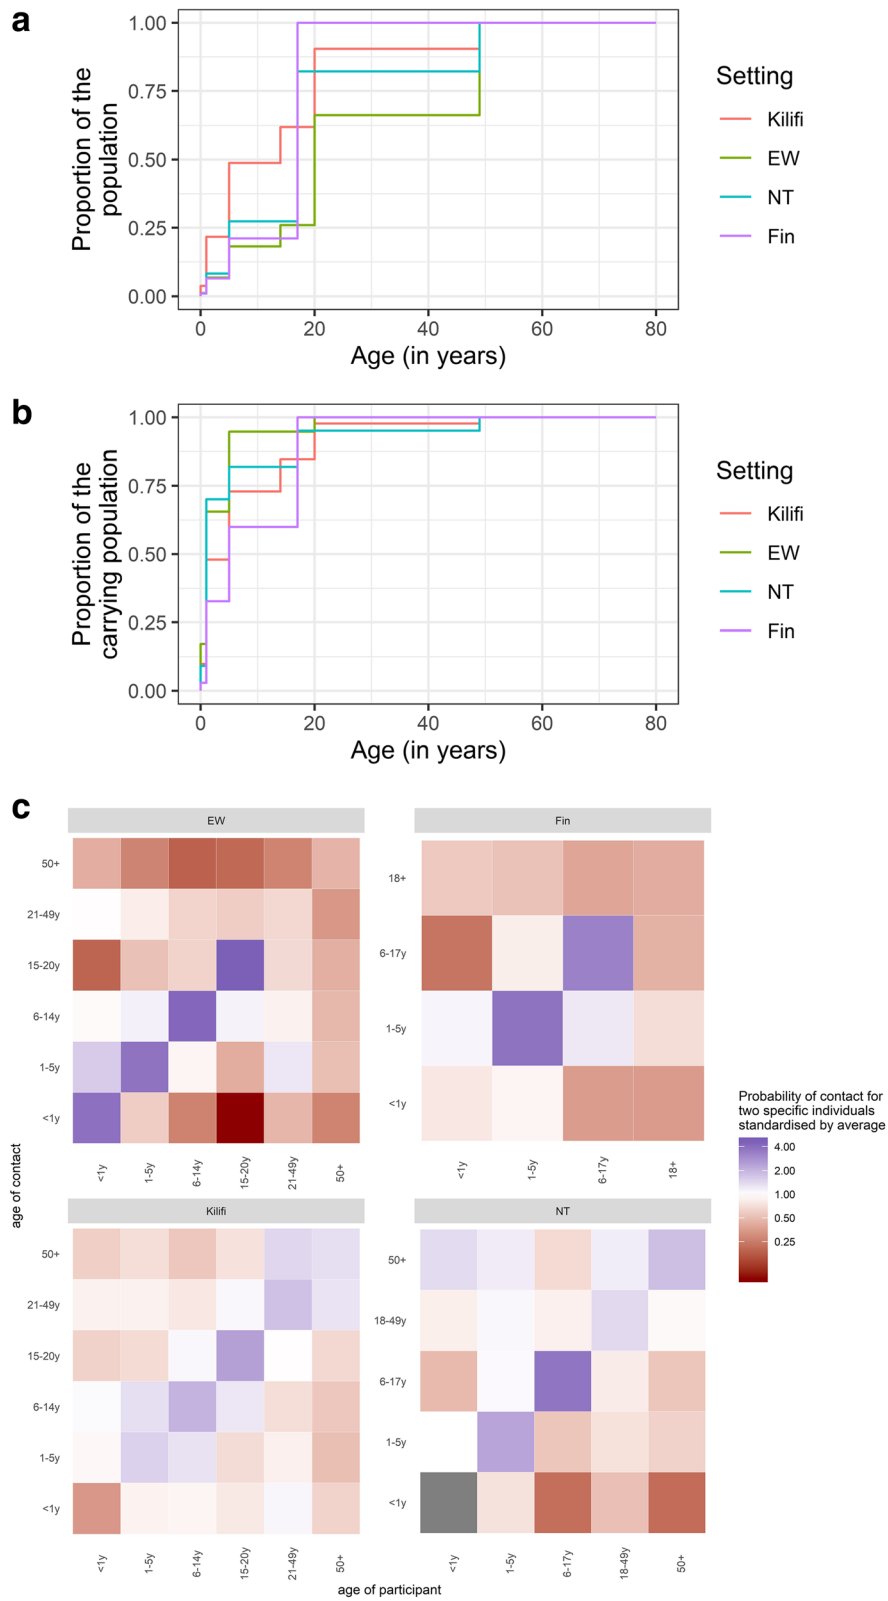 a
1.00
0.75
0.50
0.25
0.00
Proportion of the
population
0 20 40 60 80
Age (in years)
Setting
Kilifi
EW
NT
Fin
b
1.00
0.75
0.50
0.25
0.00
Proportion of the
carrying population
0 20 40 60 80
Age (in years)
Setting
Kilifi
EW
NT
Fin
c
EW
50+
21-49y
15-20y
6-14y
1-5y
<1y
<1y 1-5y 6-14y 15-20y 21-49y 50+
Fin
18+
6-17y
1-5y
<1y
<1y 1-5y 6-17y 18+
age of contact
Kilifi
50+
21-49y
15-20y
6-14y
1-5y
<1y
<1y 1-5y 6-14y 15-20y 21-49y 50+
NT
50+
18-49y
6-17y
1-5y
<1y
<1y 1-5y 6-17y 18-49y 50+
age of participant
Probability of contact for
two specific individuals
standardised by average
4.00
2.00
1.00
0.50
0.25